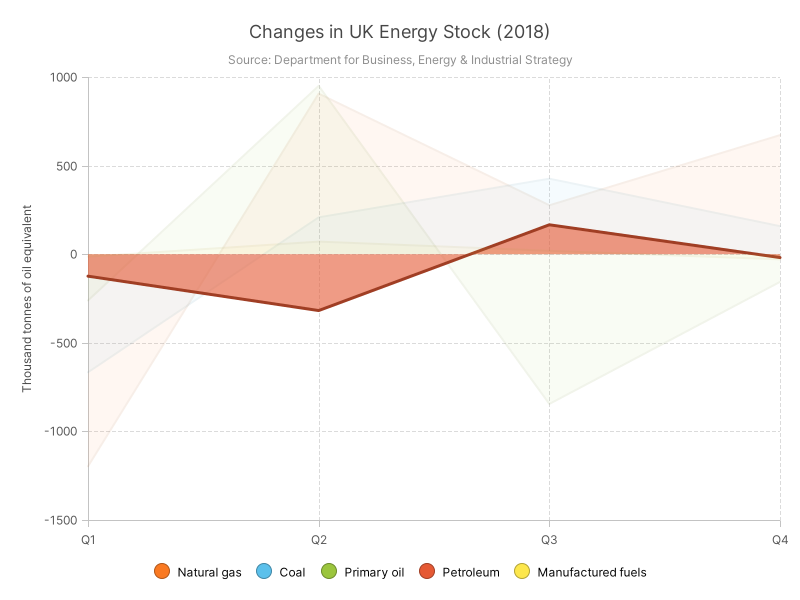 Changes in UK Energy Stock (2018)
Source: Department for Business, Energy & Industrial Strategy
Thousand tonnes of oil equivalent
1000
500
0
-500
-1000
-1500
Q1 Q2 Q3 Q4
Natural gas Coal Primary oil Petroleum Manufactured fuels